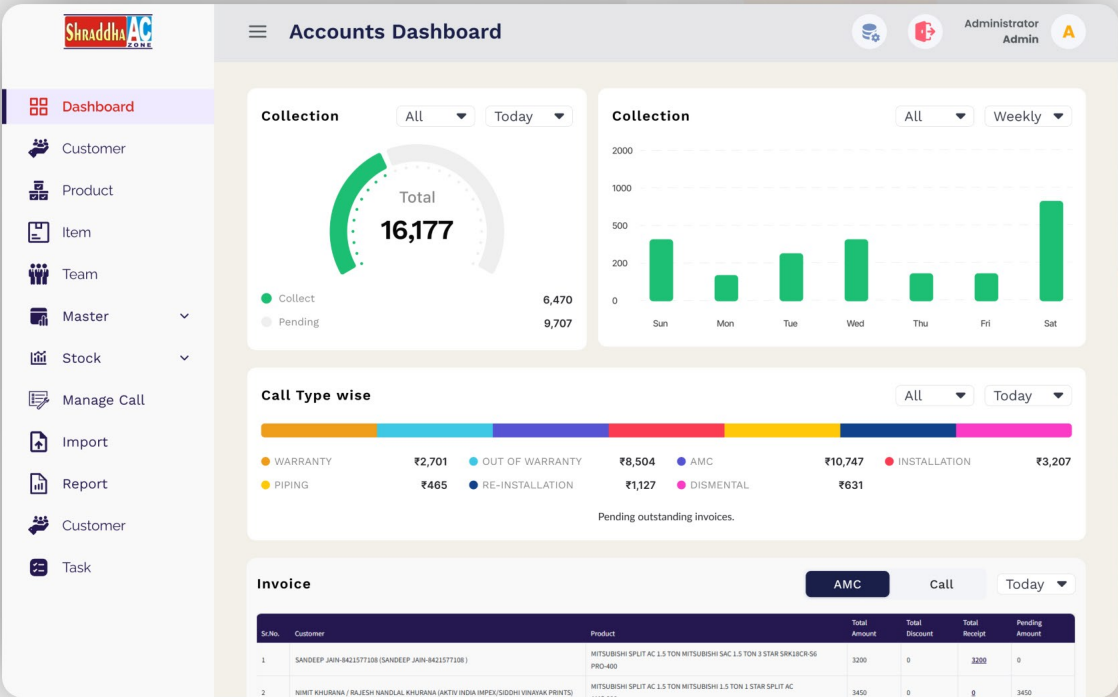 Shraddha AC
ZONE
Accounts Dashboard
Administrator
Admin
A
Dashboard
Customer
Product
Item
Team
Master
Stock
Manage Call
Import
Report
Customer
Task
Collection
All
Today
Total
16,177
Collect 6,470
Pending 9,707
Collection
All
Weekly
2000
1000
500
200
0
Sun Mon Tue Wed Thu Fri Sat
Call Type wise
All
Today
WARRANTY ₹2,701 OUT OF WARRANTY ₹8,504 AMC ₹10,747 INSTALLATION ₹3,207
PIPING ₹465 RE-INSTALLATION ₹1,127 DISMENTAL ₹631
Pending outstanding invoices.
Invoice
AMC
Call
Today
Sr.No. Customer Product Total Amount Total Discount Total Receipt Pending Amount
1 SANDEEP JAIN-8421577108 (SANDEEP JAIN-8421577108 ) MITSUBISHI SPLIT AC 1.5 TON MITSUBISHI SAC 1.5 TON 3 STAR SRK18CR-S6 PRO-400 3200 0 3200 0
2 NIMIT KHURANA / RAJESH NANDLAL KHURANA (AKTIV INDIA IMPEX/SIDDHI VINAYAK PRINTS) MITSUBISHI SPLIT AC 1.5 TON MITSUBISHI 1.5 TON 1 STAR SPLIT AC 3450 0 0 3450